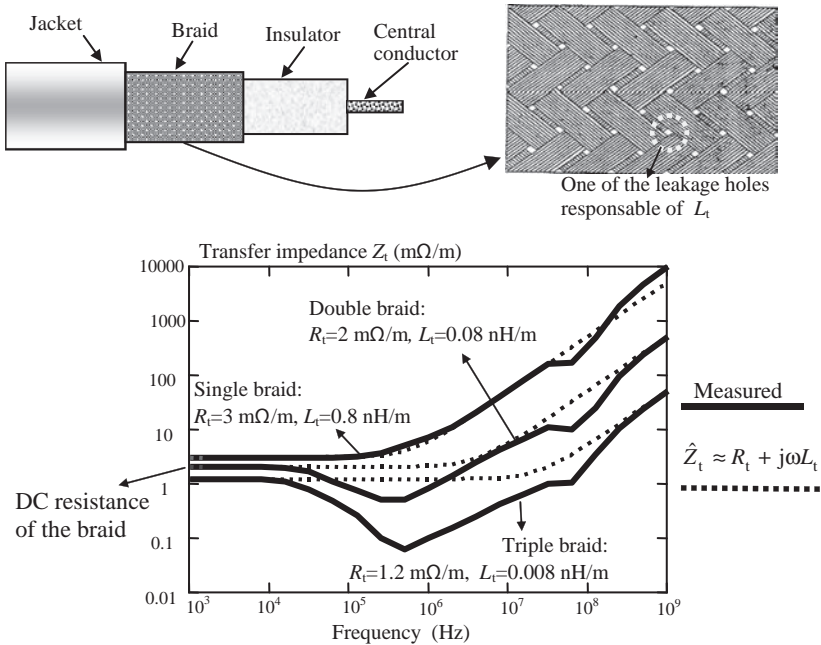 Jacket
Braid
Insulator
Central
conductor
One of the leakage holes
responsable of Lt
Transfer impedance Zt (mΩ/m)
10000
1000
100
10
1
0.1
0.01
Double braid:
Rt=2 mΩ/m, Lt=0.08 nH/m
Single braid:
Rt=3 mΩ/m, Lt=0.8 nH/m
DC resistance
of the braid
Triple braid:
Rt=1.2 mΩ/m, Lt=0.008 nH/m
Measured
Ẑt ≈ Rt + jωLt
10³ 10⁴ 10⁵ 10⁶ 10⁷ 10⁸ 10⁹
Frequency (Hz)